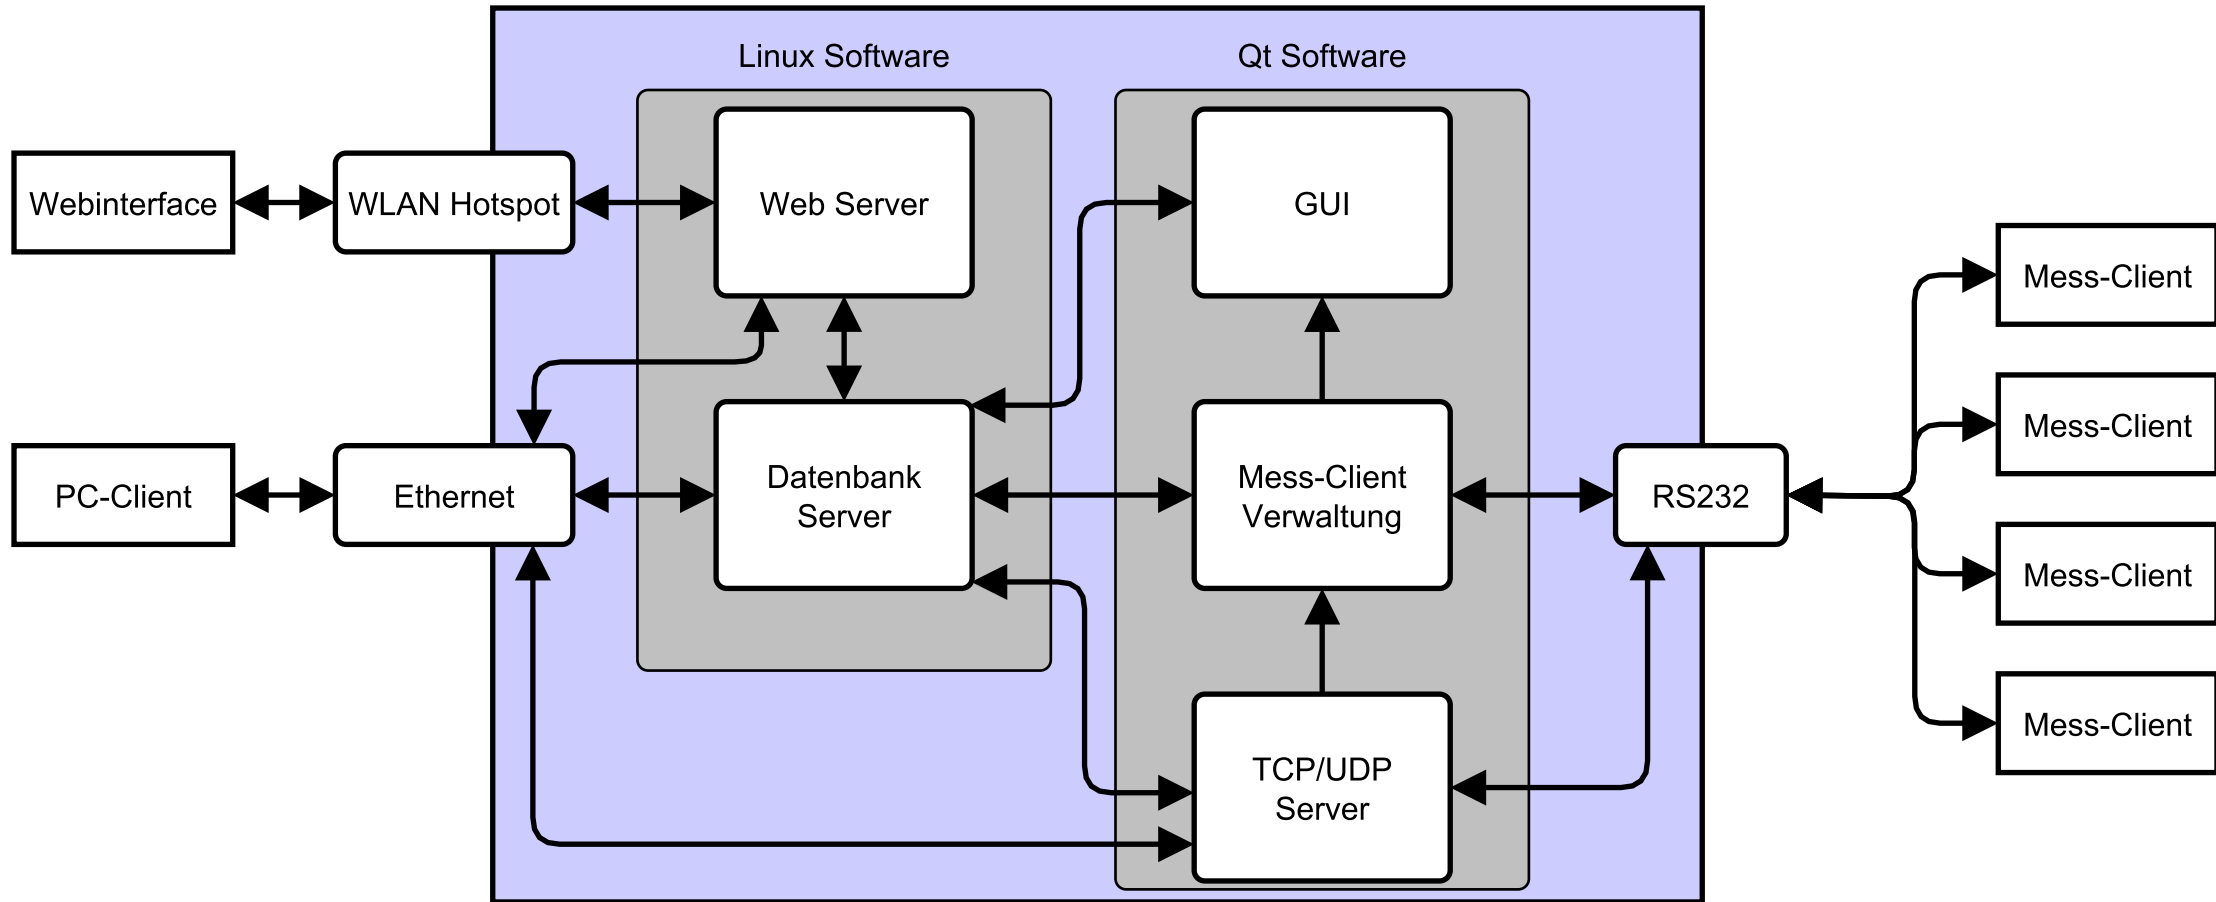 Linux Software
Qt Software
Webinterface
WLAN Hotspot
Web Server
GUI
Mess-Client
Mess-Client
PC-Client
Ethernet
Datenbank
Server
Mess-Client
Verwaltung
RS232
Mess-Client
Mess-Client
TCP/UDP
Server